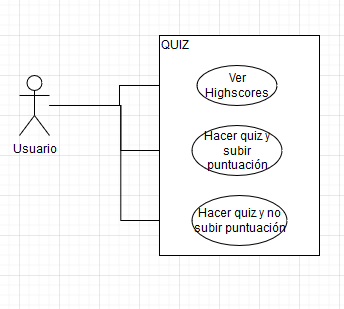 QUIZ
Ver
Highscores
Usuario
Hacer quiz y
subir
puntuación
Hacer quiz y no
subir puntuación